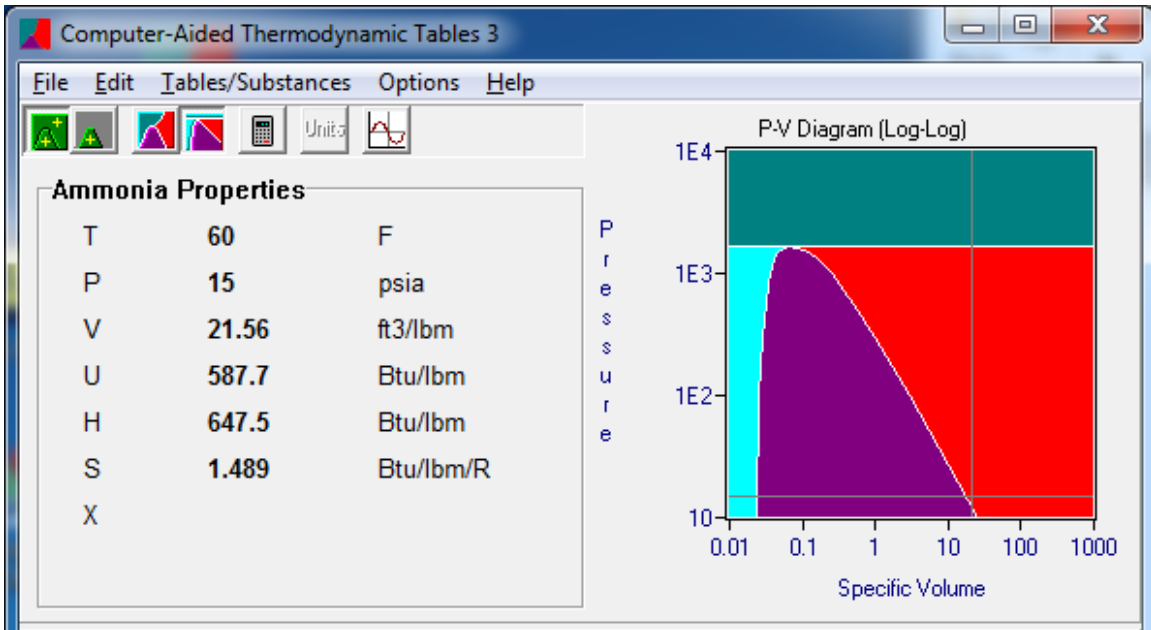 Computer-Aided Thermodynamic Tables 3
File Edit Tables/Substances Options Help
Units
Ammonia Properties
T 60 F
P 15 psia
V 21.56 ft3/lbm
U 587.7 Btu/lbm
H 647.5 Btu/lbm
S 1.489 Btu/lbm/R
X
P-V Diagram (Log-Log)
Pressure
1E4
1E3
1E2
10
0.01 0.1 1 10 100 1000
Specific Volume